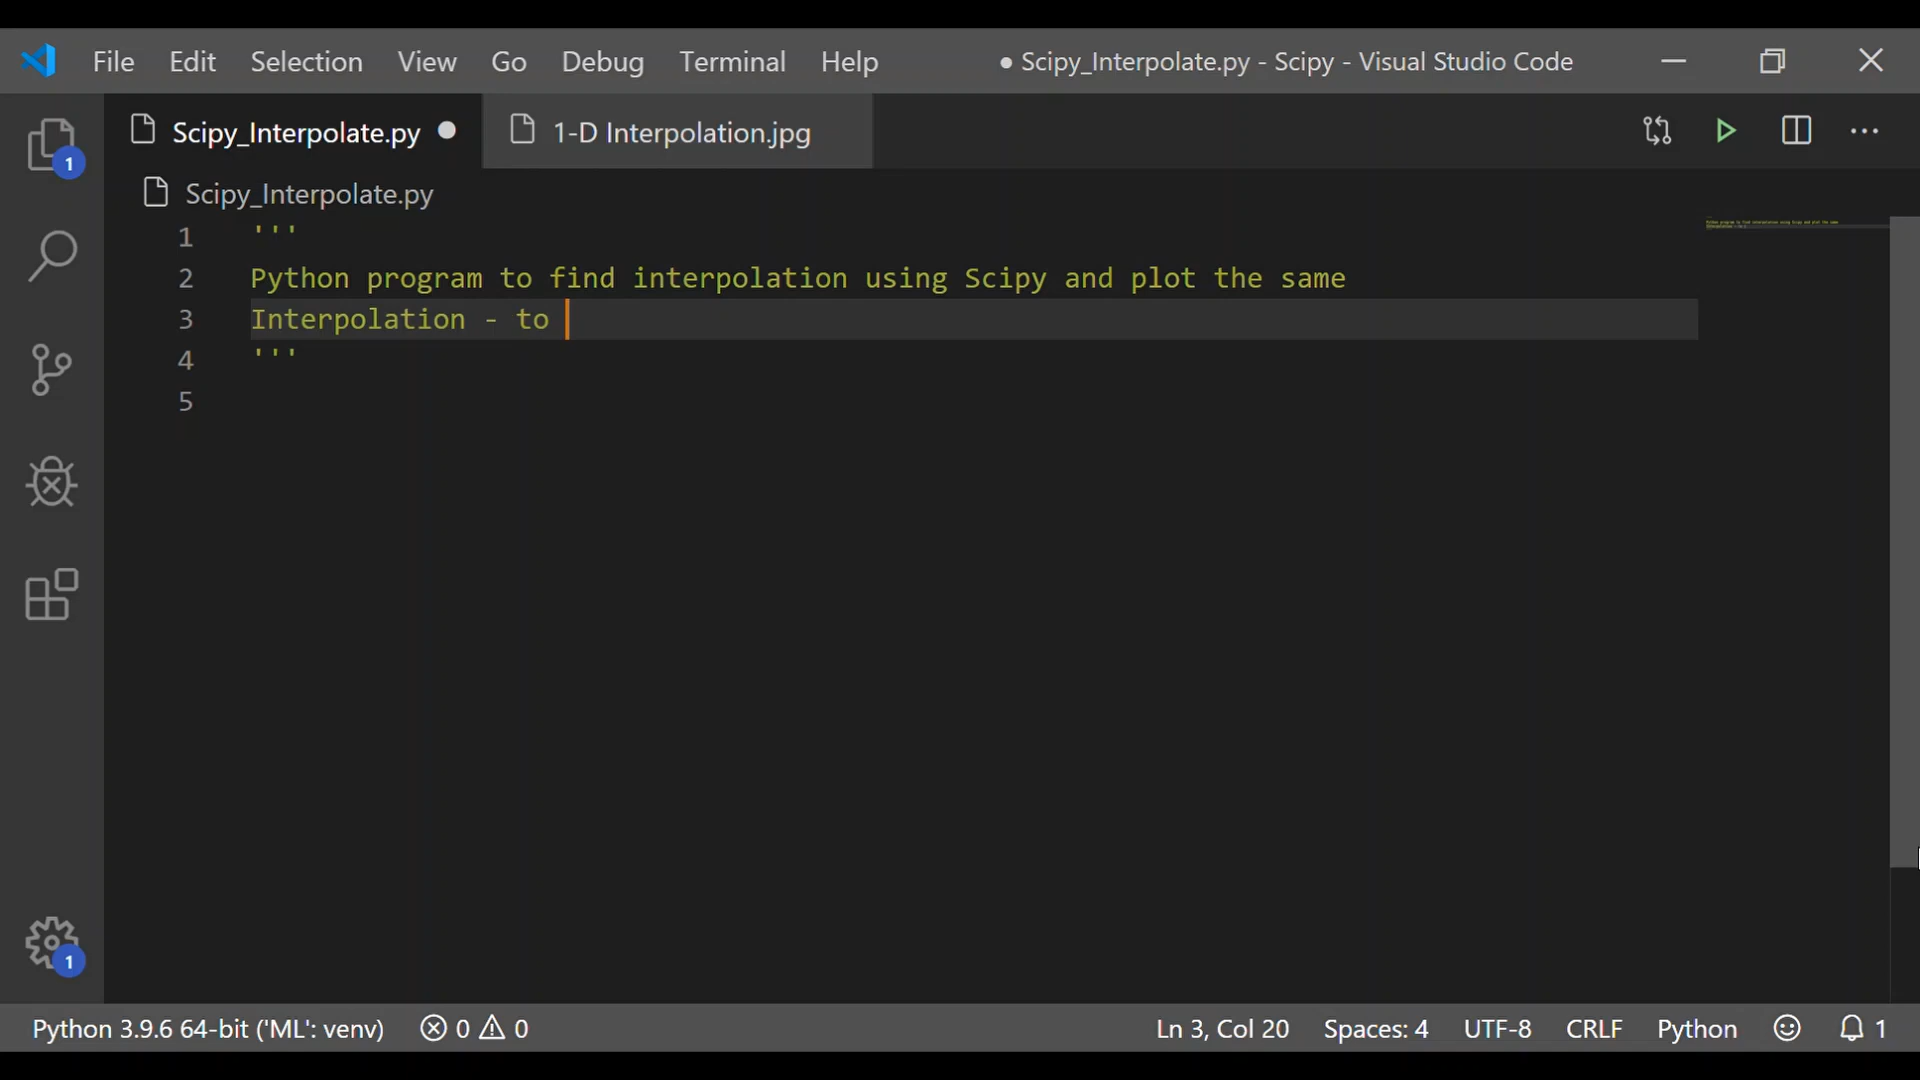 File Edit Selection View Go Debug Terminal Help ● Scipy_Interpolate.py - Scipy - Visual Studio Code
Scipy_Interpolate.py ● 1-D Interpolation.jpg
1
Scipy_Interpolate.py
1 '''
2 Python program to find interpolation using Scipy and plot the same
3 Interpolation - to
4 '''
5
1
Python 3.9.6 64-bit ('ML': venv) 0 0 Ln 3, Col 20 Spaces: 4 UTF-8 CRLF Python 1